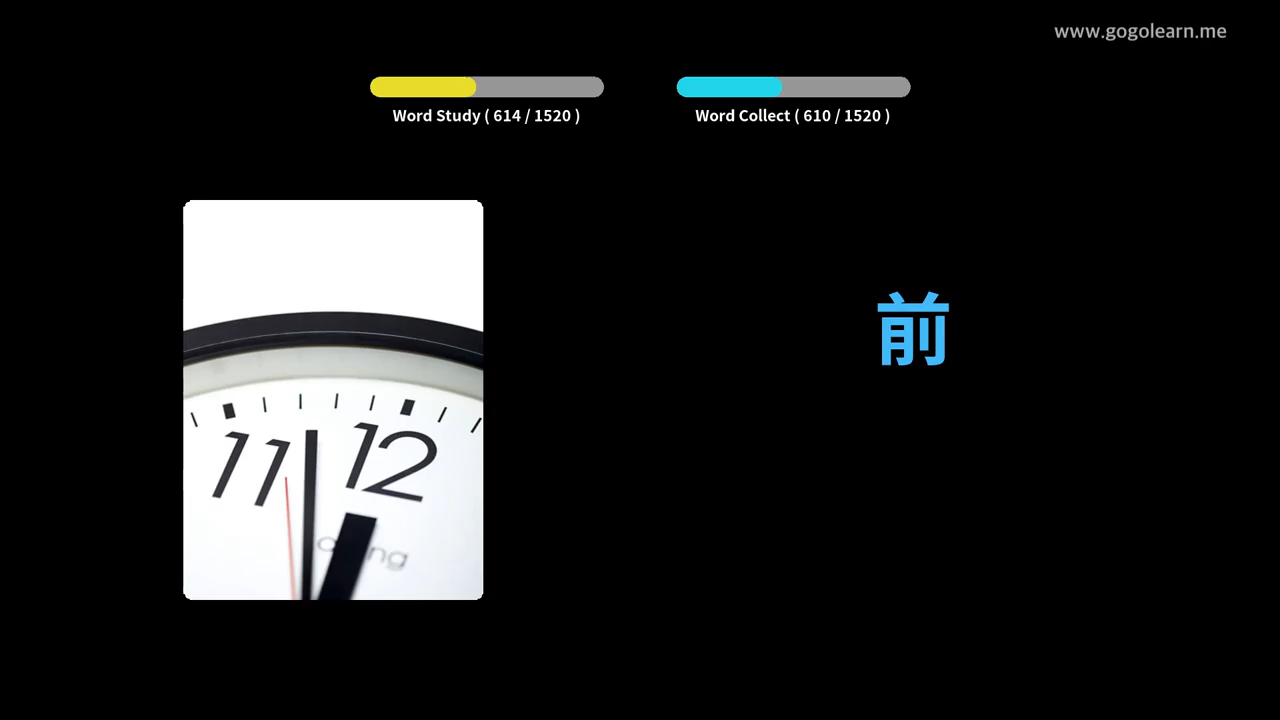 www.gogolearn.me
Word Study ( 614 / 1520 )
Word Collect ( 610 / 1520 )
前
11
12